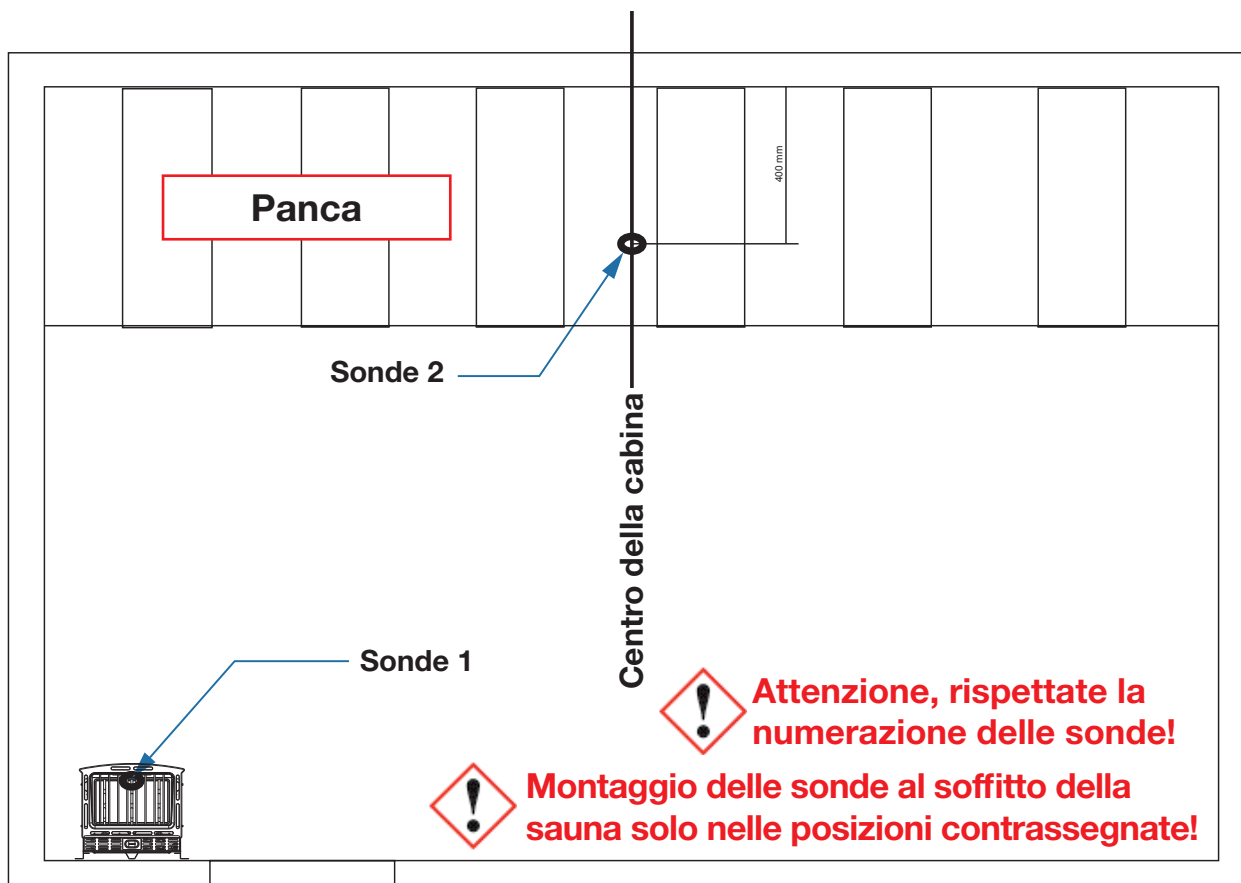 400 mm
Panca
Sonde 2
Centro della cabina
Sonde 1
Attenzione, rispettate la
numerazione delle sonde!
Montaggio delle sonde al soffitto della
sauna solo nelle posizioni contrassegnate!